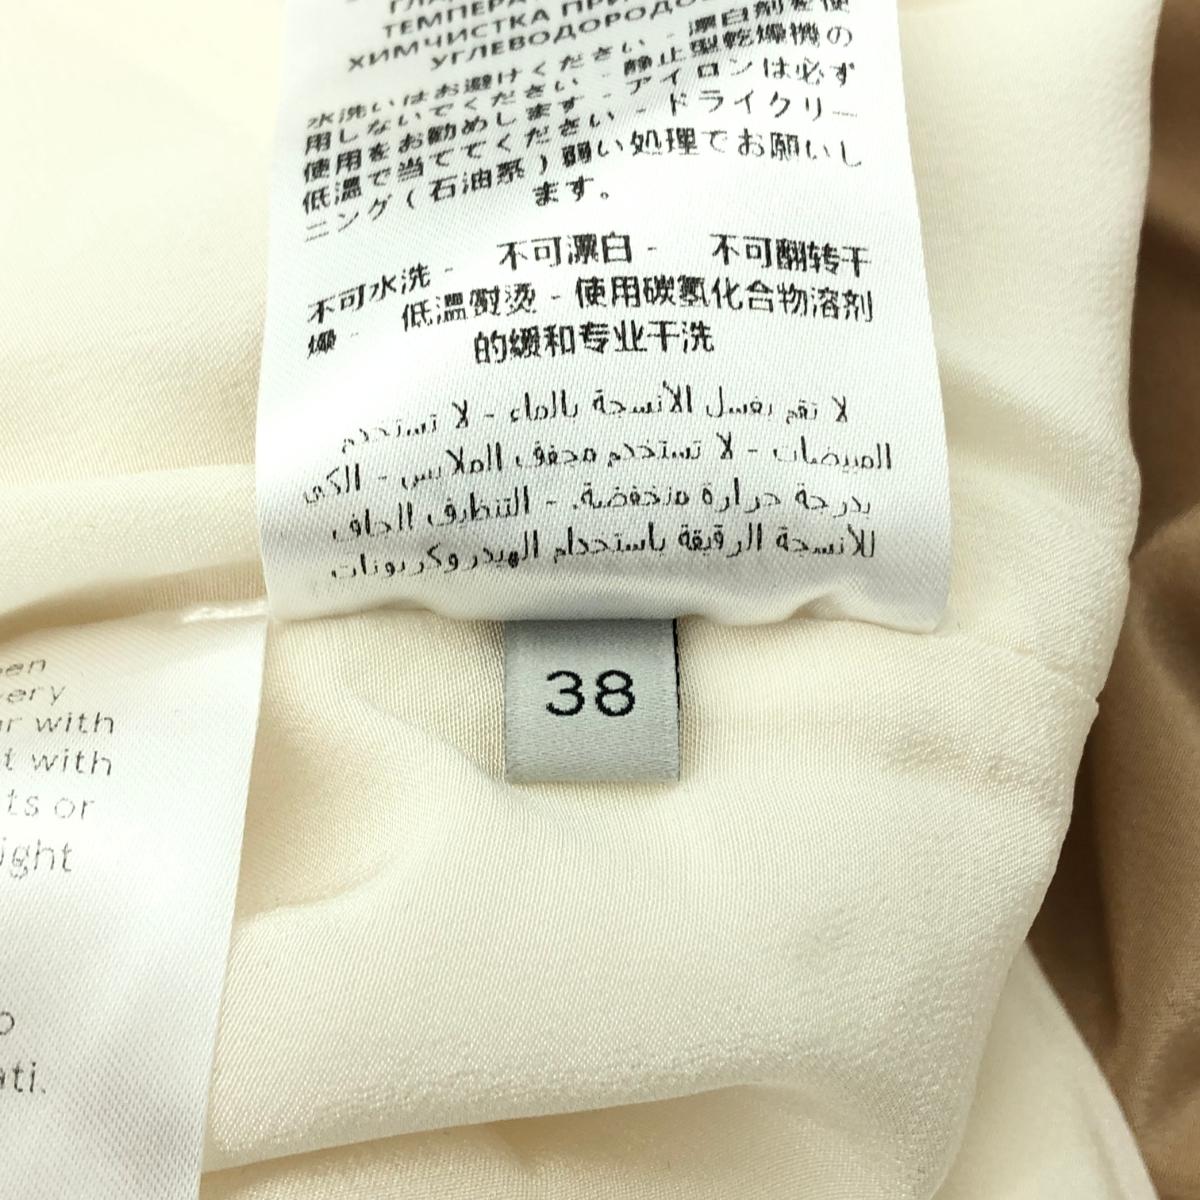 ТЕМПЕРА
ХИМЧИСТКА ПРИ
УГЛЕВОДОРОДО
水洗いはお避けください - 漂白剤を使
用しないでください - 静止型乾燥機の
使用をお勧めします - アイロンは必ず
低温で当ててください - ドライクリー
ニング(石油系)弱い処理でお願いし
ます。
不可水洗 - 不可漂白 - 不可翻转干
燥 - 低溫熨烫 - 使用碳氢化合物溶剂
的缓和专业干洗
لا تقم بغسل الأنسجة بالماء - لا تستخدم
المبيضات - لا تستخدم مجفف الملابس - الكي
بدرجة حرارة منخفضة. - التنظيف الجاف
للأنسجة الرقيقة باستخدام الهيدروكربونات
38
een
ery
r with
t with
ts or
ight
o
ati.